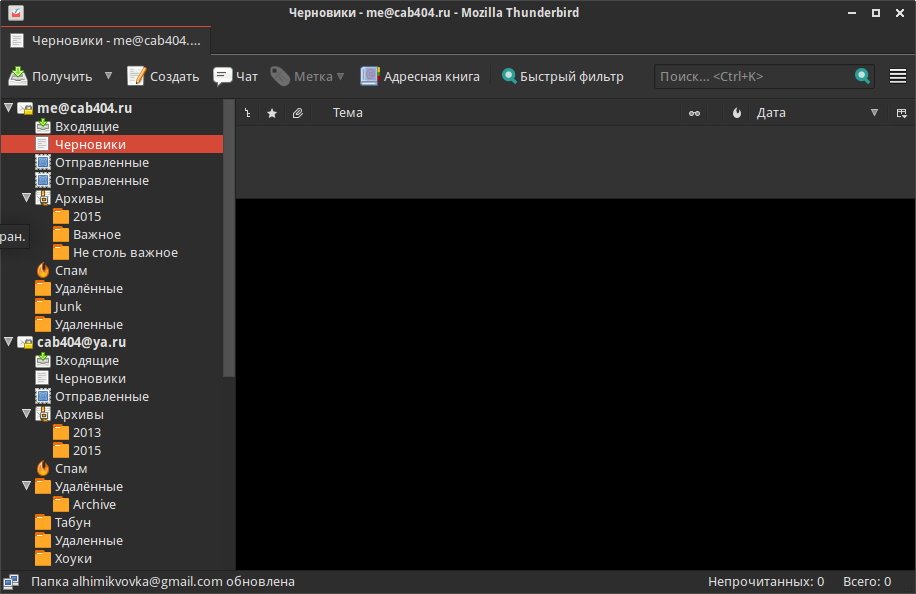 Черновики - me@cab404.ru - Mozilla Thunderbird
Черновики - me@cab404....
Получить Создать Чат Метка Адресная книга Быстрый фильтр Поиск... <Ctrl+K>
Тема Дата
me@cab404.ru
Входящие
Черновики
Отправленные
Отправленные
Архивы
2015
Важное
ран.
Не столь важное
Спам
Удалённые
Junk
Удаленные
cab404@ya.ru
Входящие
Черновики
Отправленные
Архивы
2013
2015
Спам
Удалённые
Archive
Табун
Удаленные
Хоуки
Папка alhimikvovka@gmail.com обновлена Непрочитанных: 0 Всего: 0